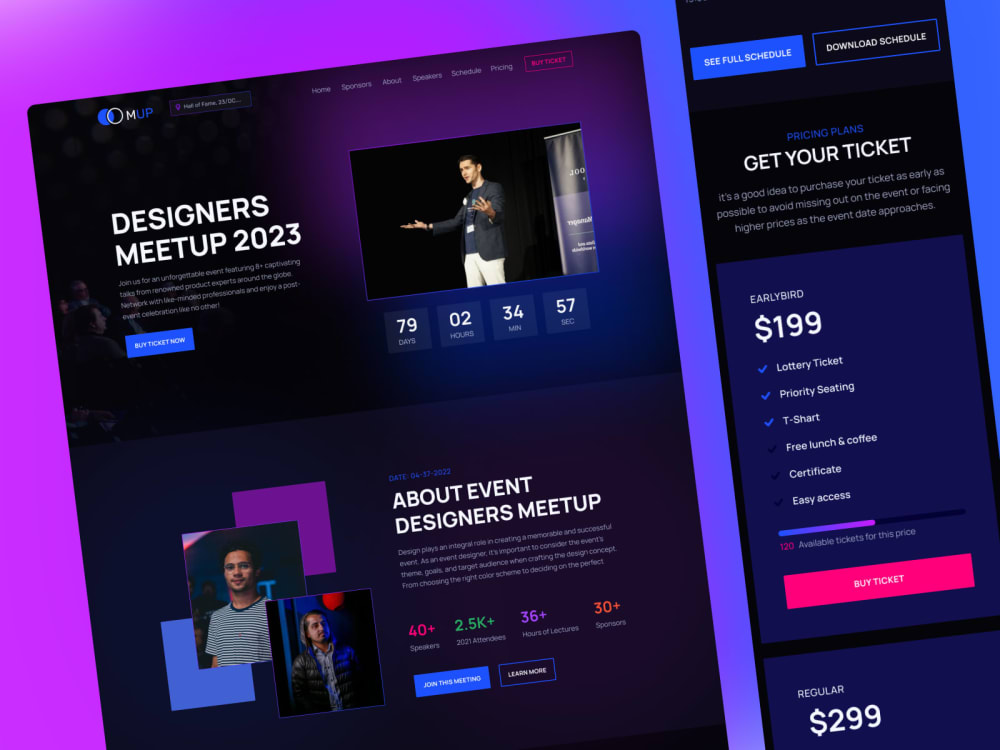 MUP
Hall of Fame, 23/OC,...
Home
Sponsors
About
Speakers
Schedule
Pricing
BUY TICKET
DESIGNERS
MEETUP 2023
Join us for an unforgettable event featuring 8+ captivating
talks from renowned product experts around the globe.
Network with like-minded professionals and enjoy a post-
event celebration like no other!
BUY TICKET NOW
79
DAYS
02
HOURS
34
MIN
57
SEC
DATE: 04-37-2022
ABOUT EVENT
DESIGNERS MEETUP
Design plays an integral role in creating a memorable and successful
event. As an event designer, it's important to consider the event's
theme, goals, and target audience when crafting the design concept.
From choosing the right color scheme to deciding on the perfect
40+
Speakers
2.5K+
2021 Attendees
36+
Hours of Lectures
30+
Sponsors
JOIN THIS MEETING
LEARN MORE
SEE FULL SCHEDULE
DOWNLOAD SCHEDULE
PRICING PLANS
GET YOUR TICKET
it's a good idea to purchase your ticket as early as
possible to avoid missing out on the event or facing
higher prices as the event date approaches.
EARLYBIRD
$199
Lottery Ticket
Priority Seating
T-Shart
Free lunch & coffee
Certificate
Easy access
120 Available tickets for this price
BUY TICKET
REGULAR
$299